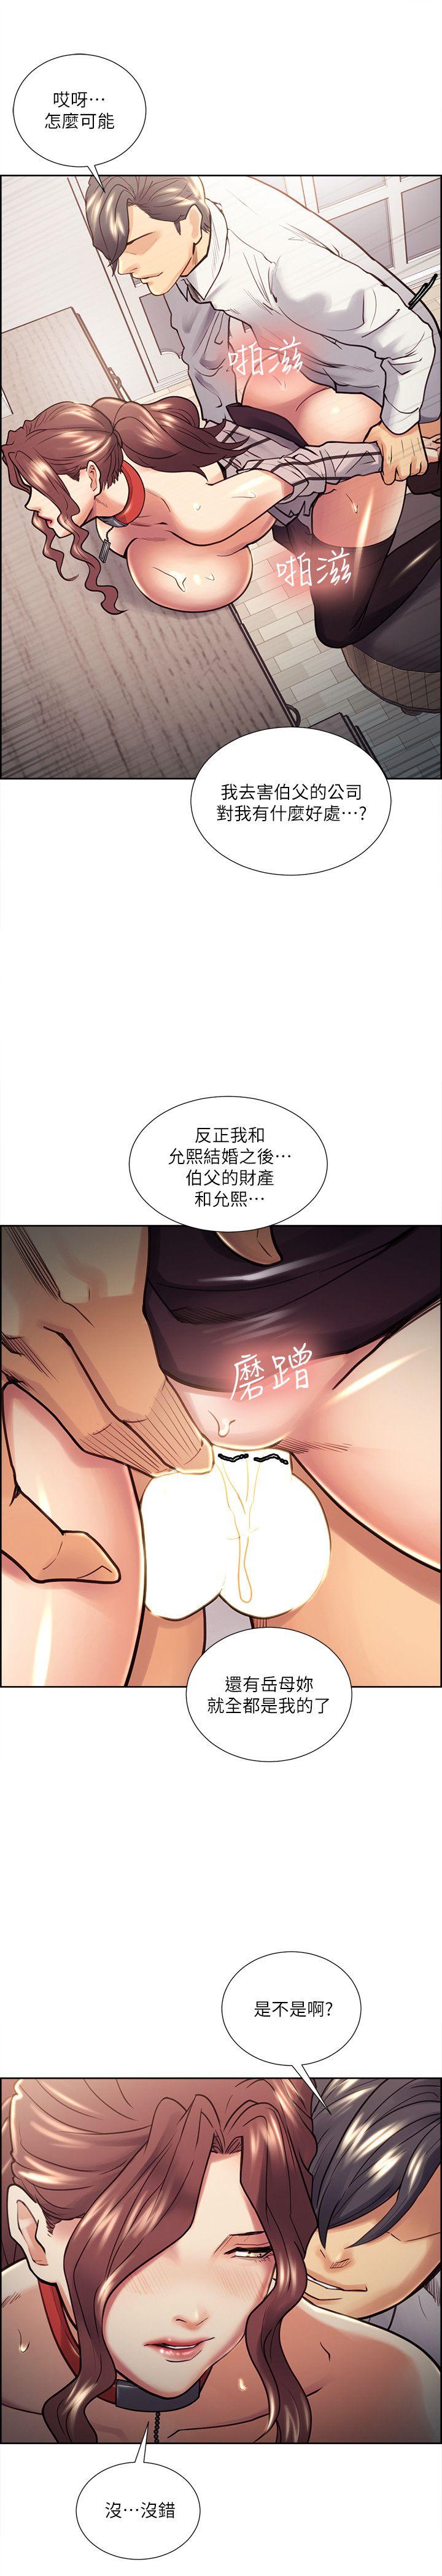 哎呀…
怎麼可能
啪滋
啪滋
我去害伯父的公司
對我有什麼好處…?
反正我和
允熙結婚之後…
伯父的財產
和允熙…
磨蹭
還有岳母妳
就全都是我的了
是不是啊?
沒…沒錯